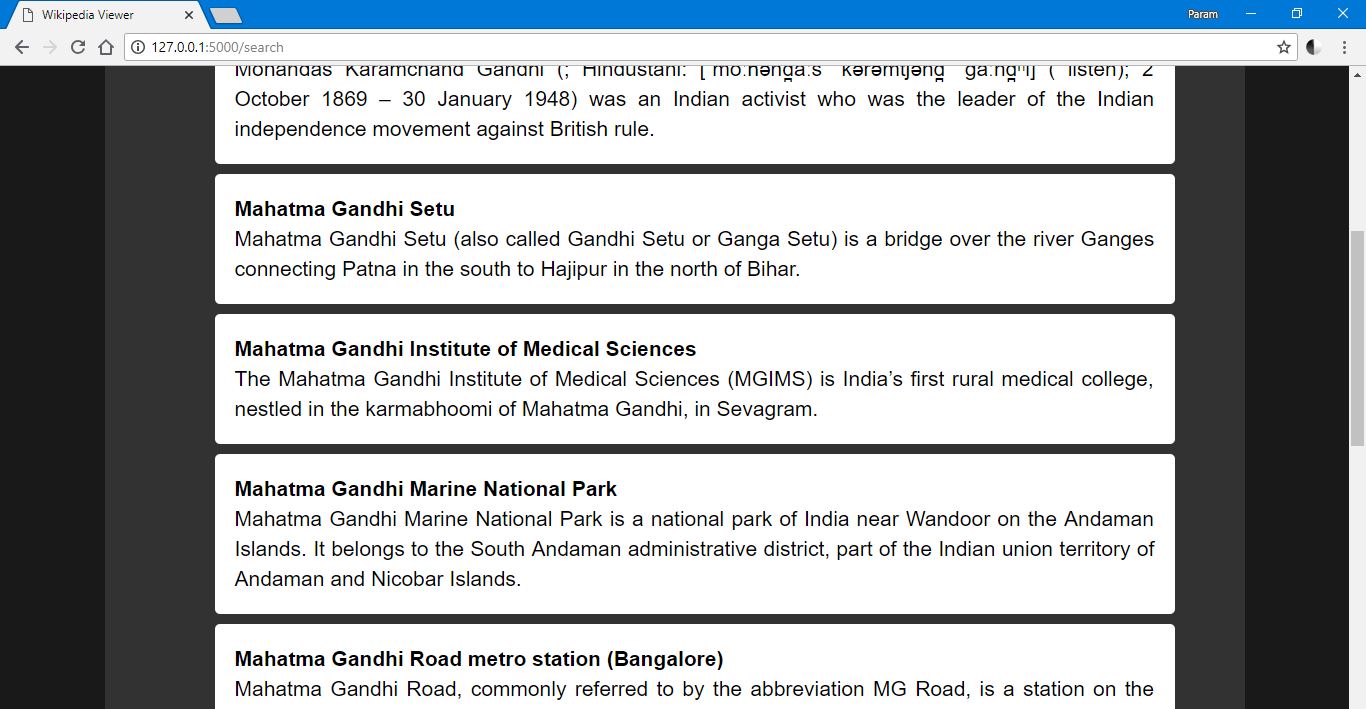 Wikipedia Viewer
Param
127.0.0.1:5000/search
Mohandas Karamchand Gandhi (; Hindustani: listen); 2
October 1869 – 30 January 1948) was an Indian activist who was the leader of the Indian
independence movement against British rule.
Mahatma Gandhi Setu
Mahatma Gandhi Setu (also called Gandhi Setu or Ganga Setu) is a bridge over the river Ganges
connecting Patna in the south to Hajipur in the north of Bihar.
Mahatma Gandhi Institute of Medical Sciences
The Mahatma Gandhi Institute of Medical Sciences (MGIMS) is India’s first rural medical college,
nestled in the karmabhoomi of Mahatma Gandhi, in Sevagram.
Mahatma Gandhi Marine National Park
Mahatma Gandhi Marine National Park is a national park of India near Wandoor on the Andaman
Islands. It belongs to the South Andaman administrative district, part of the Indian union territory of
Andaman and Nicobar Islands.
Mahatma Gandhi Road metro station (Bangalore)
Mahatma Gandhi Road, commonly referred to by the abbreviation MG Road, is a station on the